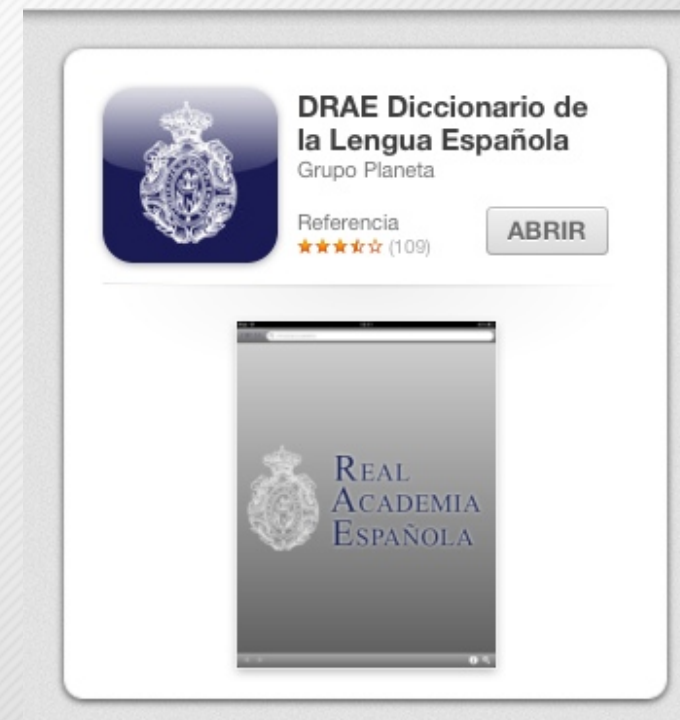 DRAE Diccionario de
la Lengua Española
Grupo Planeta
Referencia
(109)
ABRIR
REAL
ACADEMIA
ESPAÑOLA